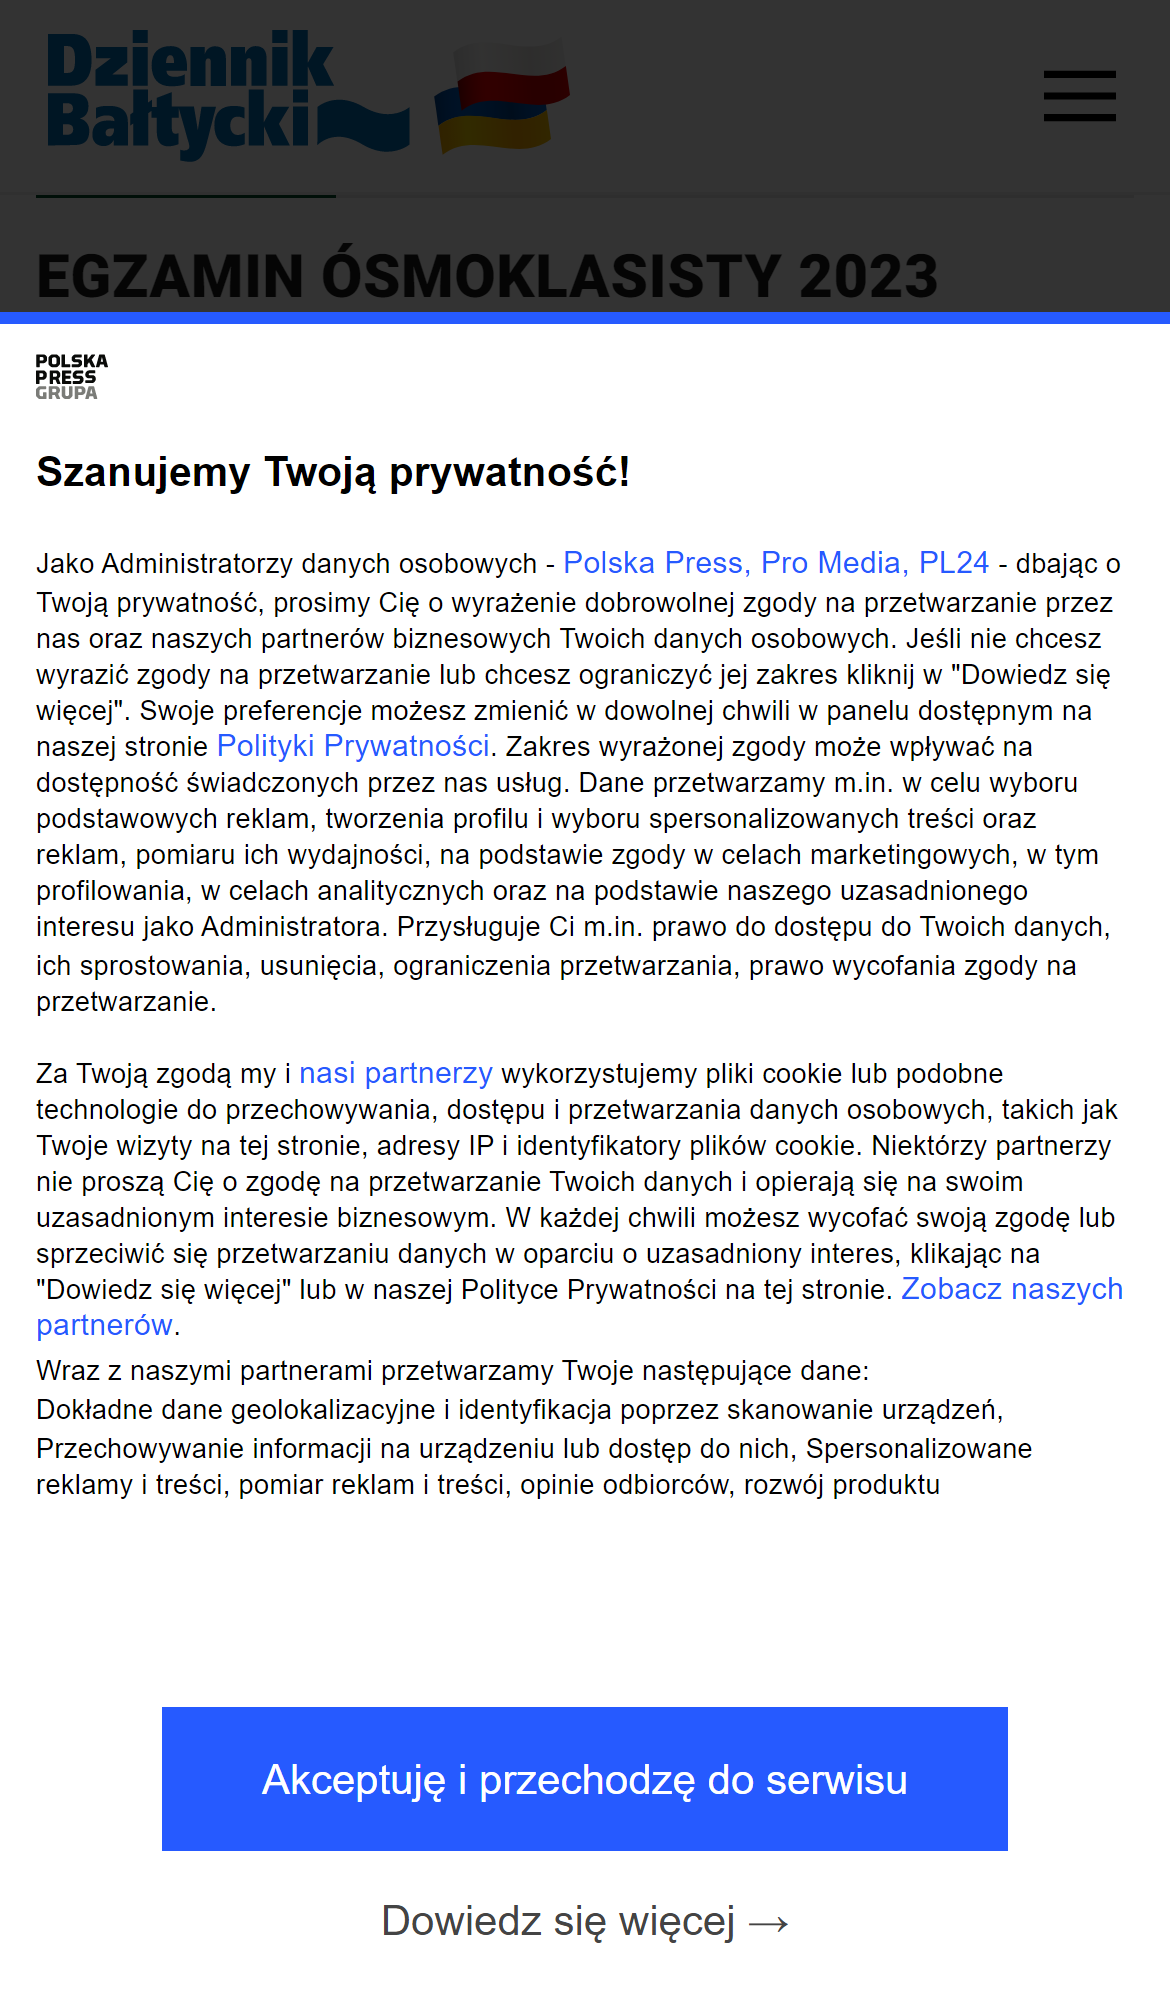 Dziennik
Bałtycki
EGZAMIN ÓSMOKLASISTY 2023
POLSKA
PRESS
GRUPA
Szanujemy Twoją prywatność!
Jako Administratorzy danych osobowych - Polska Press, Pro Media, PL24 - dbając o
Twoją prywatność, prosimy Cię o wyrażenie dobrowolnej zgody na przetwarzanie przez
nas oraz naszych partnerów biznesowych Twoich danych osobowych. Jeśli nie chcesz
wyrazić zgody na przetwarzanie lub chcesz ograniczyć jej zakres kliknij w "Dowiedz się
więcej". Swoje preferencje możesz zmienić w dowolnej chwili w panelu dostępnym na
naszej stronie Polityki Prywatności. Zakres wyrażonej zgody może wpływać na
dostępność świadczonych przez nas usług. Dane przetwarzamy m.in. w celu wyboru
podstawowych reklam, tworzenia profilu i wyboru spersonalizowanych treści oraz
reklam, pomiaru ich wydajności, na podstawie zgody w celach marketingowych, w tym
profilowania, w celach analitycznych oraz na podstawie naszego uzasadnionego
interesu jako Administratora. Przysługuje Ci m.in. prawo do dostępu do Twoich danych,
ich sprostowania, usunięcia, ograniczenia przetwarzania, prawo wycofania zgody na
przetwarzanie.
Za Twoją zgodą my i nasi partnerzy wykorzystujemy pliki cookie lub podobne
technologie do przechowywania, dostępu i przetwarzania danych osobowych, takich jak
Twoje wizyty na tej stronie, adresy IP i identyfikatory plików cookie. Niektórzy partnerzy
nie proszą Cię o zgodę na przetwarzanie Twoich danych i opierają się na swoim
uzasadnionym interesie biznesowym. W każdej chwili możesz wycofać swoją zgodę lub
sprzeciwić się przetwarzaniu danych w oparciu o uzasadniony interes, klikając na
"Dowiedz się więcej" lub w naszej Polityce Prywatności na tej stronie. Zobacz naszych
partnerów.
Wraz z naszymi partnerami przetwarzamy Twoje następujące dane:
Dokładne dane geolokalizacyjne i identyfikacja poprzez skanowanie urządzeń,
Przechowywanie informacji na urządzeniu lub dostęp do nich, Spersonalizowane
reklamy i treści, pomiar reklam i treści, opinie odbiorców, rozwój produktu
Akceptuję i przechodzę do serwisu
Dowiedz się więcej →